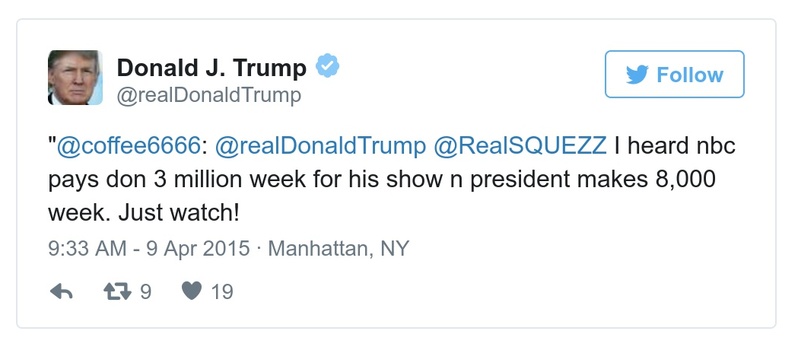 Donald J. Trump
Follow
@realDonaldTrump
"@coffee6666: @realDonaldTrump @RealSQUEZZ I heard nbc
pays don 3 million week for his show n president makes 8,000
week. Just watch!
9:33 AM - 9 Apr 2015 · Manhattan, NY
9 19